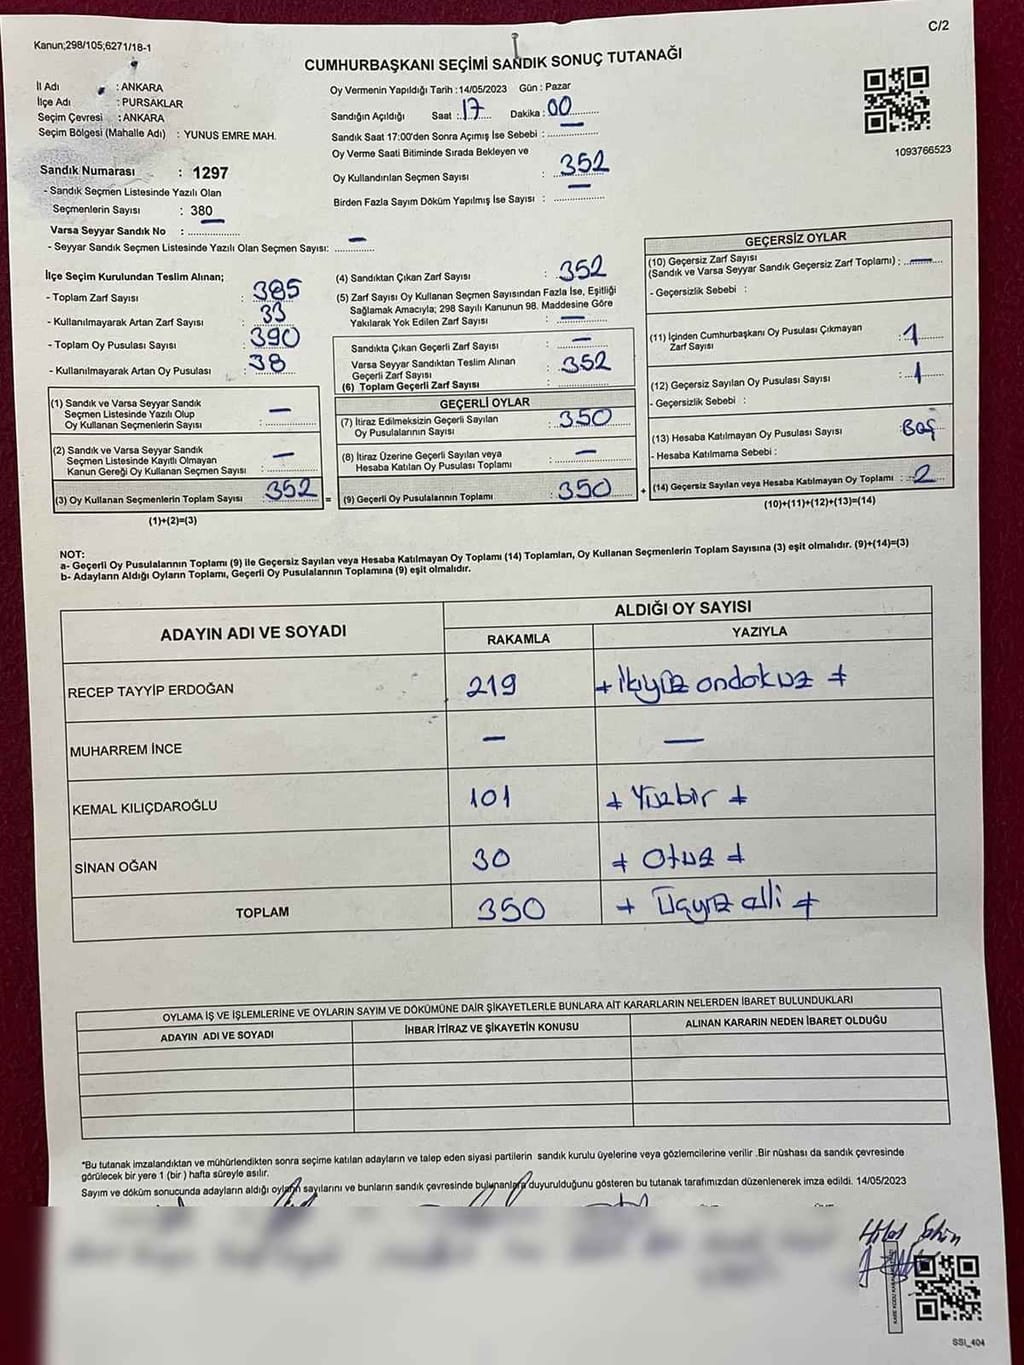 C/2
Kanun;298/105;6271/18-1
CUMHURBAŞKANI SEÇİMİ SANDIK SONUÇ TUTANAĞI
İl Adı : ANKARA
İlçe Adı : PURSAKLAR
Seçim Çevresi : ANKARA
Seçim Bölgesi (Mahalle Adı) : YUNUS EMRE MAH.
Sandık Numarası : 1297
- Sandık Seçmen Listesinde Yazılı Olan
Seçmenlerin Sayısı : 380
Varsa Seyyar Sandık No :
- Seyyar Sandık Seçmen Listesinde Yazılı Olan Seçmen Sayısı: —
Oy Vermenin Yapıldığı Tarih : 14/05/2023 Gün : Pazar
Sandığın Açıldığı Saat : 17 Dakika : 00
Sandık Saat 17:00'den Sonra Açımış İse Sebebi : —
Oy Verme Saati Bitiminde Sırada Bekleyen ve
Oy Kullandırılan Seçmen Sayısı : 352
Birden Fazla Sayım Döküm Yapılmış İse Sayısı : —
1093766523
İlçe Seçim Kurulundan Teslim Alınan;
- Toplam Zarf Sayısı : 385
- Kullanılmayarak Artan Zarf Sayısı : 33
- Toplam Oy Pusulası Sayısı : 390
- Kullanılmayarak Artan Oy Pusulası : 38
(1) Sandık ve Varsa Seyyar Sandık
Seçmen Listesinde Yazılı Olup
Oy Kullanan Seçmenlerin Sayısı : —
(2) Sandık ve Varsa Seyyar Sandık
Seçmen Listesinde Kayıtlı Olmayan
Kanun Gereği Oy Kullanan Seçmen Sayısı : —
(3) Oy Kullanan Seçmenlerin Toplam Sayısı : 352
(1)+(2)=(3)
(4) Sandıktan Çıkan Zarf Sayısı : 352
(5) Zarf Sayısı Oy Kullanan Seçmen Sayısından Fazla İse, Eşitliği
Sağlamak Amacıyla; 298 Sayılı Kanunun 98. Maddesine Göre
Yakılarak Yok Edilen Zarf Sayısı : —
Sandıkta Çıkan Geçerli Zarf Sayısı : —
Varsa Seyyar Sandıktan Teslim Alınan
Geçerli Zarf Sayısı : 352
(6) Toplam Geçerli Zarf Sayısı :
GEÇERLİ OYLAR
(7) İtiraz Edilmeksizin Geçerli Sayılan
Oy Pusulalarının Sayısı : 350
(8) İtiraz Üzerine Geçerli Sayılan veya
Hesaba Katılan Oy Pusulası Toplamı : —
= (9) Geçerli Oy Pusulalarının Toplamı : 350
GEÇERSİZ OYLAR
(10) Geçersiz Zarf Sayısı
(Sandık ve Varsa Seyyar Sandık Geçersiz Zarf Toplamı) : —
- Geçersizlik Sebebi :
(11) İçinden Cumhurbaşkanı Oy Pusulası Çıkmayan
Zarf Sayısı : 1
(12) Geçersiz Sayılan Oy Pusulası Sayısı : 1
- Geçersizlik Sebebi :
(13) Hesaba Katılmayan Oy Pusulası Sayısı : Boş
- Hesaba Katılmama Sebebi :
+ (14) Geçersiz Sayılan veya Hesaba Katılmayan Oy Toplamı : 2
(10)+(11)+(12)+(13)=(14)
NOT:
a- Geçerli Oy Pusulalarının Toplamı (9) ile Geçersiz Sayılan veya Hesaba Katılmayan Oy Toplamı (14) Toplamları, Oy Kullanan Seçmenlerin Toplam Sayısına (3) eşit olmalıdır. (9)+(14)=(3)
b- Adayların Aldığı Oyların Toplamı, Geçerli Oy Pusulalarının Toplamına (9) eşit olmalıdır.
ADAYIN ADI VE SOYADI
ALDIĞI OY SAYISI
RAKAMLA YAZIYLA
RECEP TAYYİP ERDOĞAN 219 + ikiyüz ondokuz +
MUHARREM İNCE — —
KEMAL KILIÇDAROĞLU 101 + Yüzbir +
SİNAN OĞAN 30 + Otuz +
TOPLAM 350 + Üçyüz elli +
OYLAMA İŞ VE İŞLEMLERİNE VE OYLARIN SAYIM VE DÖKÜMÜNE DAİR ŞİKAYETLERLE BUNLARA AİT KARARLARIN NELERDEN İBARET BULUNDUKLARI
ADAYIN ADI VE SOYADI İHBAR İTİRAZ VE ŞİKAYETİN KONUSU ALINAN KARARIN NEDEN İBARET OLDUĞU
*Bu tutanak imzalandıktan ve mühürlendikten sonra seçime katılan adayların ve talep eden siyasi partilerin sandık kurulu üyelerine veya gözlemcilerine verilir .Bir nüshası da sandık çevresinde
görülecek bir yere 1 (bir ) hafta süreyle asılır.
Sayım ve döküm sonucunda adayların aldığı oyların sayılarını ve bunların sandık çevresinde bulunanlara duyurulduğunu gösteren bu tutanak tarafımızdan düzenlenerek imza edildi. 14/05/2023
SSI_404